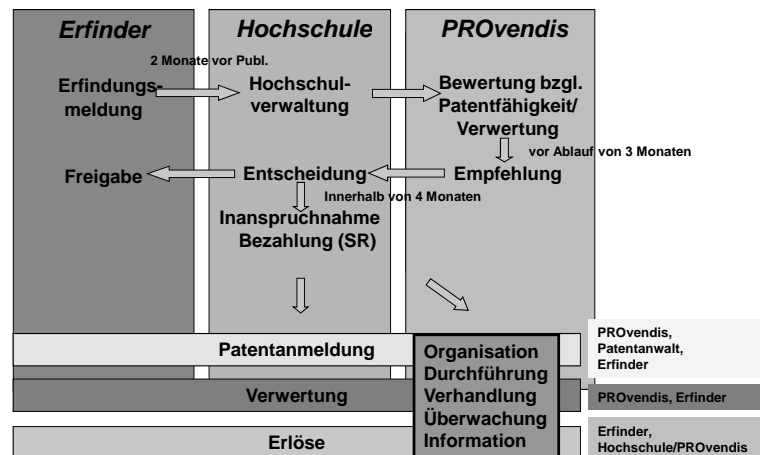 Erfinder
Hochschule
PROvendis
2 Monate vor Publ.
Erfindungs-
meldung
Hochschul-
verwaltung
Bewertung bzgl.
Patentfähigkeit/
Verwertung
vor Ablauf von 3 Monaten
Freigabe
Entscheidung
Empfehlung
Innerhalb von 4 Monaten
Inanspruchnahme
Bezahlung (SR)
Patentanmeldung
Verwertung
Erlöse
Organisation
Durchführung
Verhandlung
Überwachung
Information
PROvendis,
Patentanwalt,
Erfinder
PROvendis, Erfinder
Erfinder,
Hochschule/PROvendis